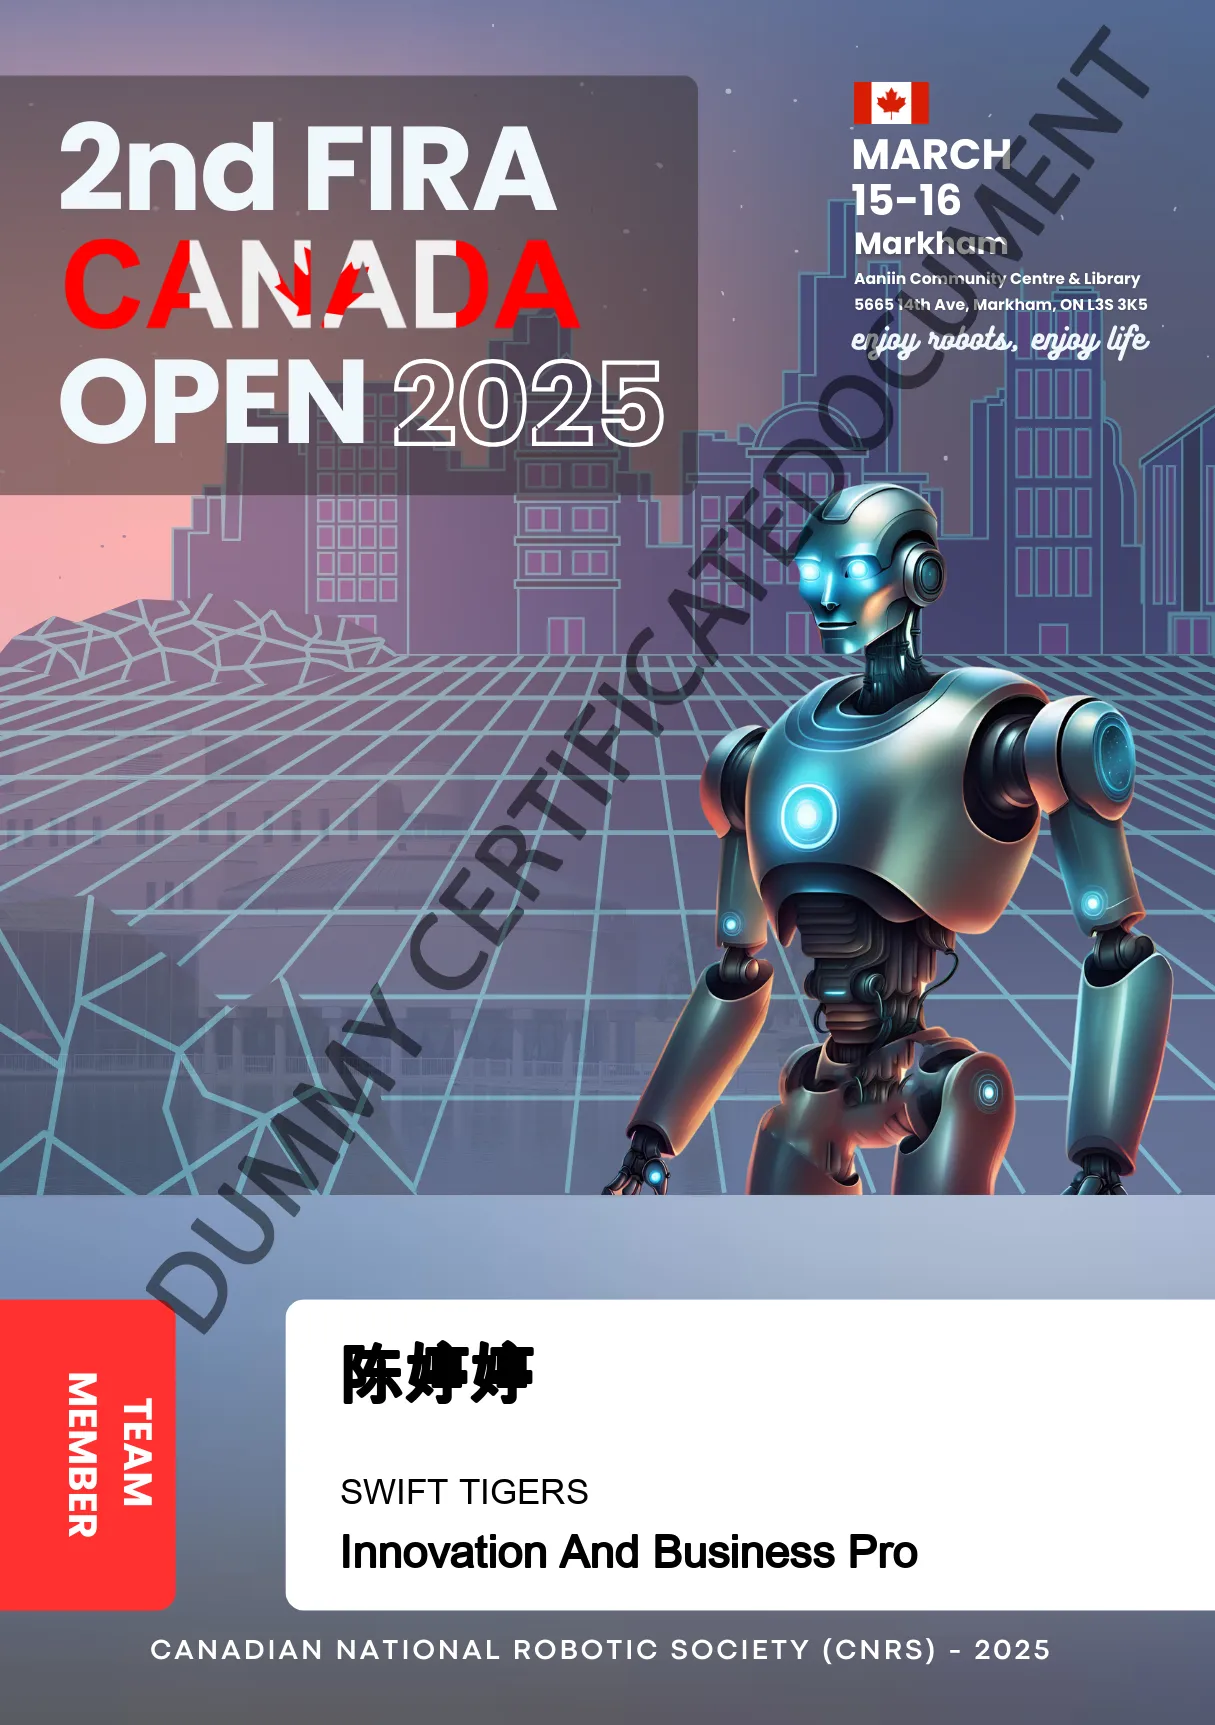 2nd FIRA
CANADA
OPEN 2025
MARCH
15-16
Markham
Aaniin Community Centre & Library
5665 14th Ave, Markham, ON L3S 3K5
enjoy robots, enjoy life
DUMMY CERTIFICATEDOCUMENT
TEAM
MEMBER
陈婷婷
SWIFT TIGERS
Innovation And Business Pro
CANADIAN NATIONAL ROBOTIC SOCIETY (CNRS) - 2025